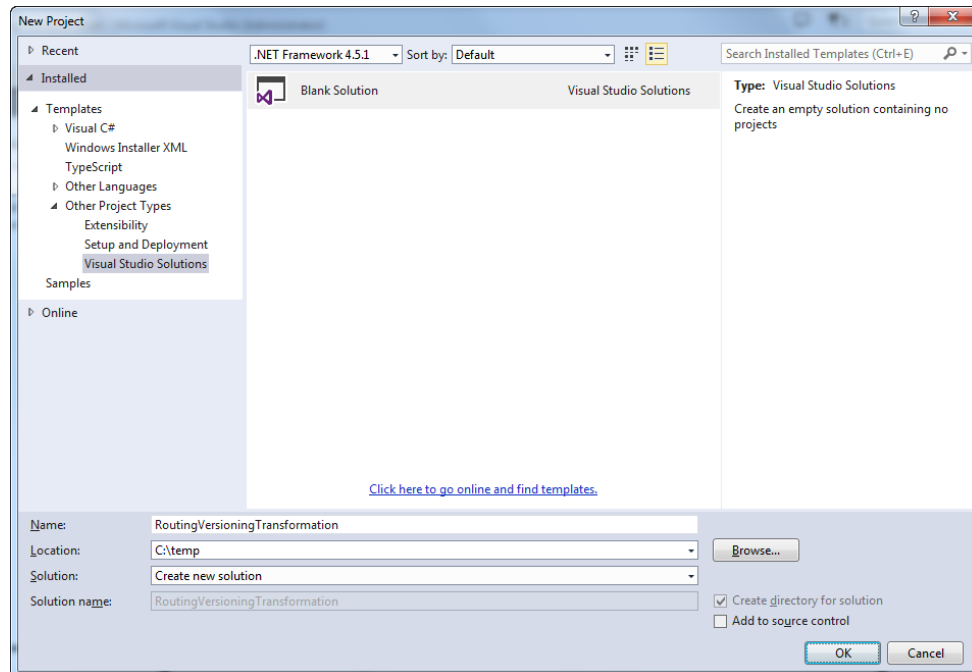 New Project
Recent
Installed
Templates
Visual C#
Windows Installer XML
TypeScript
Other Languages
Other Project Types
Extensibility
Setup and Deployment
Visual Studio Solutions
Samples
Online
.NET Framework 4.5.1 Sort by: Default
Search Installed Templates (Ctrl+E)
Blank Solution Visual Studio Solutions
Type: Visual Studio Solutions
Create an empty solution containing no
projects
Click here to go online and find templates.
Name: RoutingVersioningTransformation
Location: C:\temp Browse...
Solution: Create new solution
Solution name: RoutingVersioningTransformation Create directory for solution
Add to source control
OK Cancel